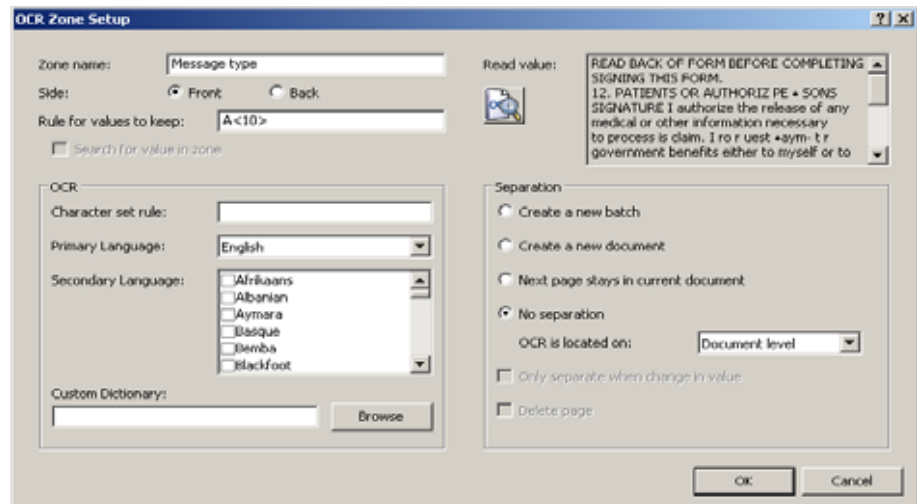 OCR Zone Setup
Zone name: Message type
Side: Front Back
Rule for values to keep: A<10>
Search for value in zone
Read value: READ BACK OF FORM BEFORE COMPLETING
SIGNING THIS FORM.
12. PATIENTS OR AUTHORIZ PE • SONS
SIGNATURE I authorize the release of any
medical or other information necessary
to process is claim. I ro r uest •aym- t r
government benefits either to myself or to
OCR
Character set rule:
Primary Language: English
Secondary Language: Afrikaans
Albanian
Aymara
Basque
Bemba
Blackfoot
Custom Dictionary:
Browse
Separation
Create a new batch
Create a new document
Next page stays in current document
No separation
OCR is located on: Document level
Only separate when change in value
Delete page
OK Cancel